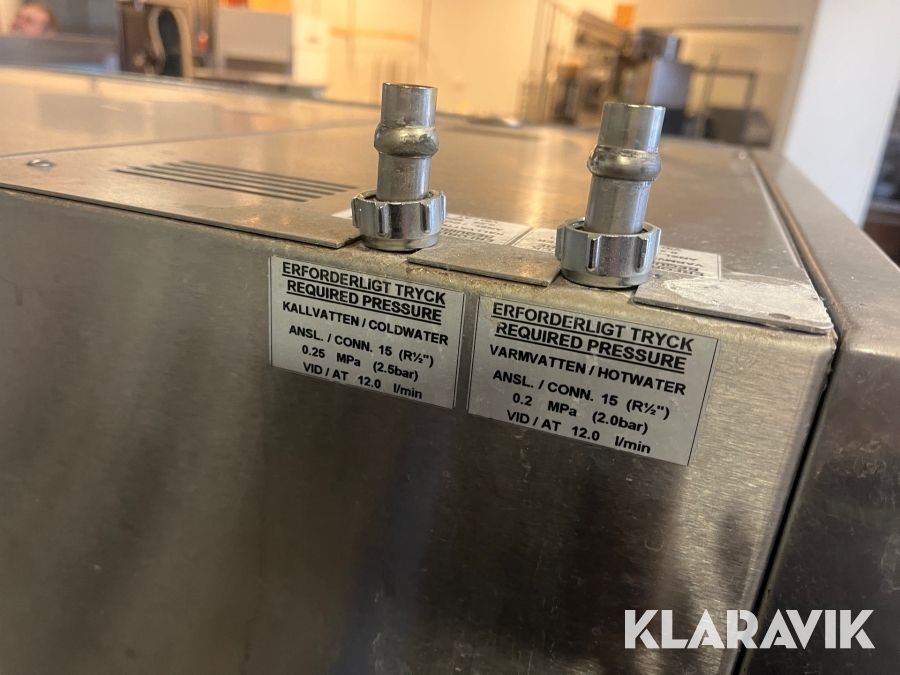 ERFORDERLIGT TRYCK
REQUIRED PRESSURE
KALLVATTEN / COLDWATER
ANSL. / CONN. 15 (R½")
0.25 MPa (2.5bar)
VID / AT 12.0 l/min
ERFORDERLIGT TRYCK
REQUIRED PRESSURE
VARMVATTEN / HOTWATER
ANSL. / CONN. 15 (R½")
0.2 MPa (2.0bar)
VID / AT 12.0 l/min
KLARAVIK